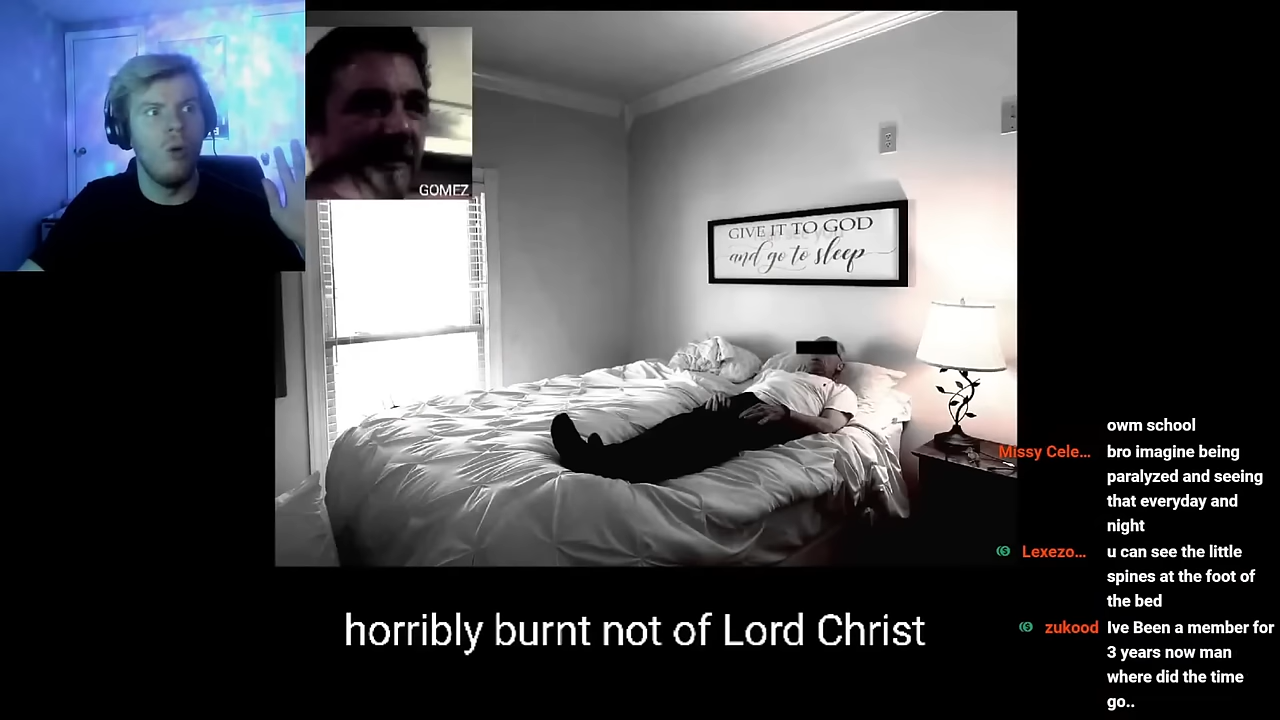 GOMEZ
GIVE IT TO GOD
and go to sleep
horribly burnt not of Lord Christ
owm school
Missy Cele… bro imagine being
paralyzed and seeing
that everyday and
night
Lexezo… u can see the little
spines at the foot of
the bed
zukood Ive Been a member for
3 years now man
where did the time
go..